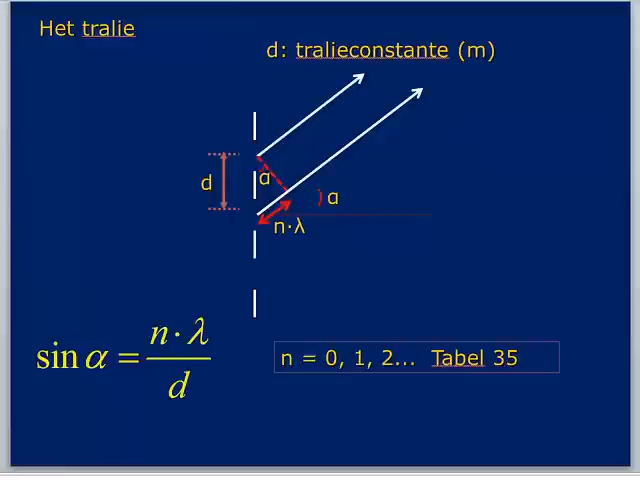 Het tralie
d: tralieconstante (m)
d
α
α
n·λ
sin α = n · λ / d
n = 0, 1, 2... Tabel 35